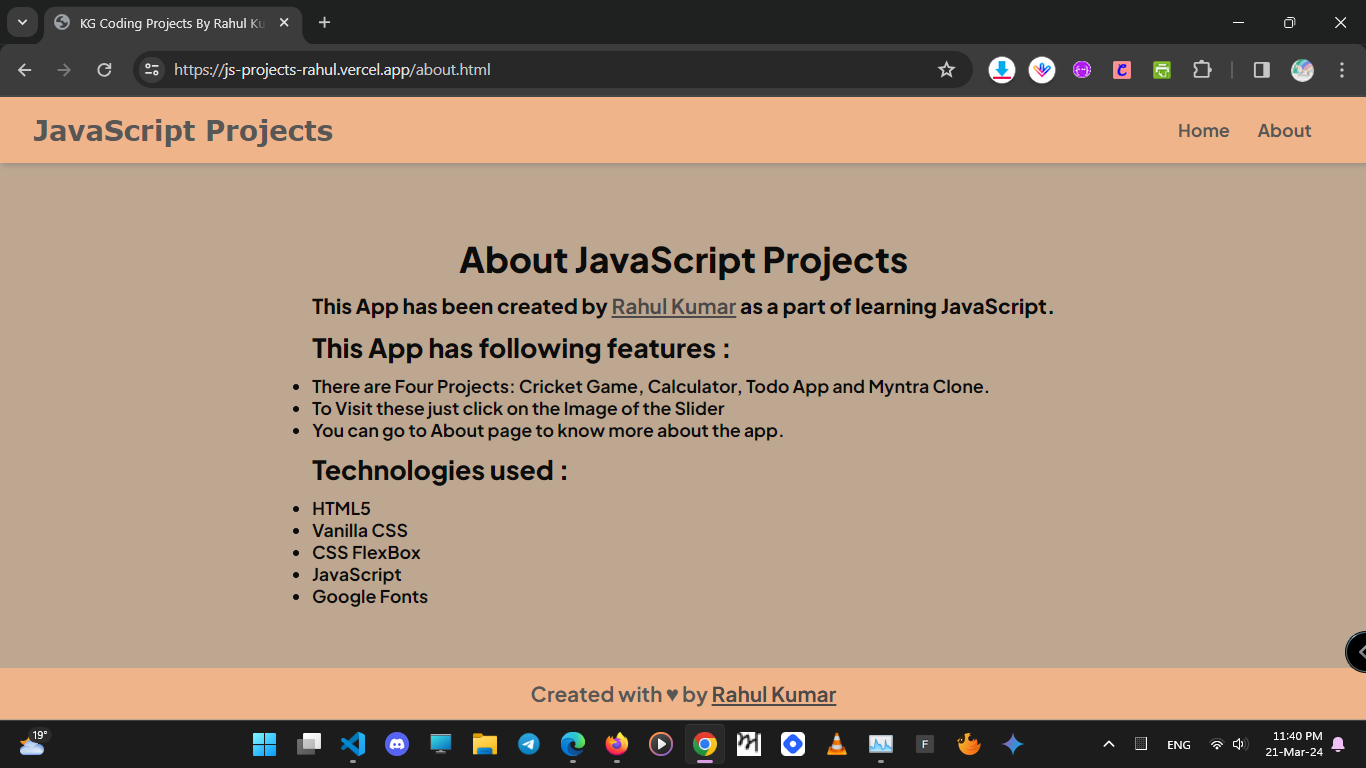 KG Coding Projects By Rahul Ku
https://js-projects-rahul.vercel.app/about.html
JavaScript Projects
Home About
About JavaScript Projects
This App has been created by Rahul Kumar as a part of learning JavaScript.
This App has following features :
• There are Four Projects: Cricket Game, Calculator, Todo App and Myntra Clone.
• To Visit these just click on the Image of the Slider
• You can go to About page to know more about the app.
Technologies used :
• HTML5
• Vanilla CSS
• CSS FlexBox
• JavaScript
• Google Fonts
Created with ♥ by Rahul Kumar
19°
F
ENG
11:40 PM
21-Mar-24